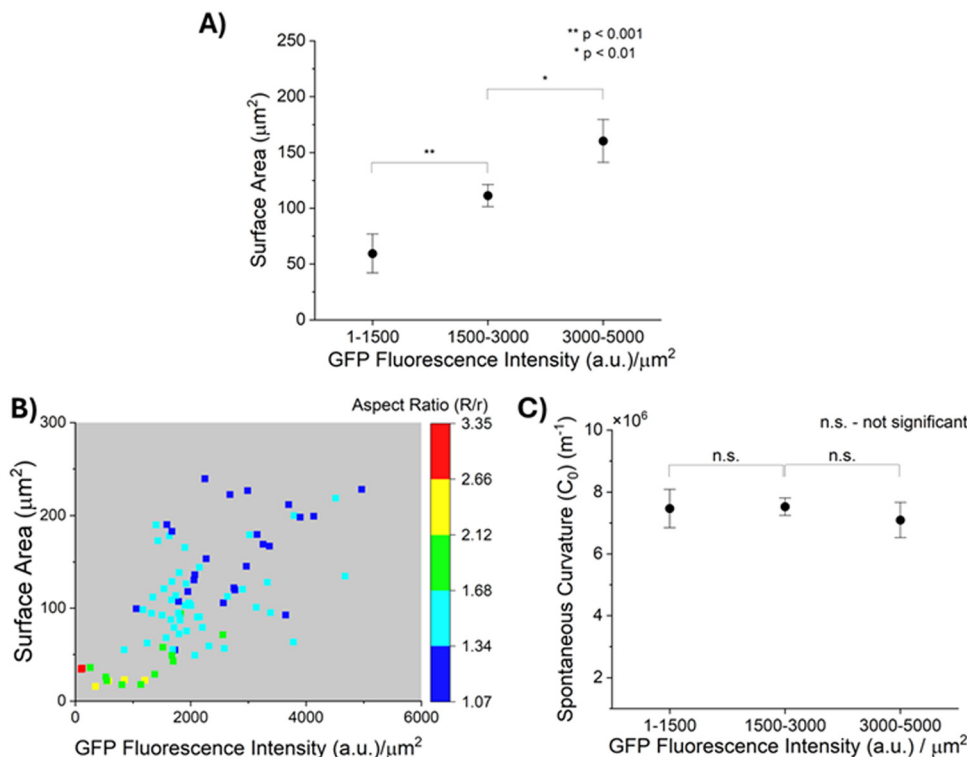 A)
** p < 0.001
* p < 0.01
250
200
150
100
50
0
Surface Area (μm²)
**
*
1-1500 1500-3000 3000-5000
GFP Fluorescence Intensity (a.u.)/μm²
B)
Aspect Ratio (R/r)
300
200
100
0
Surface Area (μm²)
0 2000 4000 6000
GFP Fluorescence Intensity (a.u.)/μm²
3.35
2.66
2.12
1.68
1.34
1.07
C)
×10⁶
n.s. - not significant
10
8
6
4
2
Spontaneous Curvature (C₀) (m⁻¹)
n.s. n.s.
1-1500 1500-3000 3000-5000
GFP Fluorescence Intensity (a.u.) / μm²